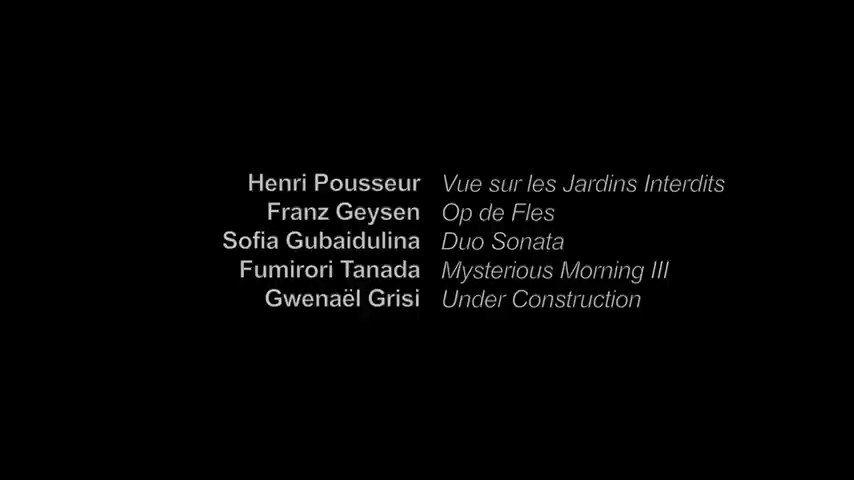 Henri Pousseur Vue sur les Jardins Interdits
Franz Geysen Op de Fles
Sofia Gubaidulina Duo Sonata
Fumirori Tanada Mysterious Morning III
Gwenaël Grisi Under Construction